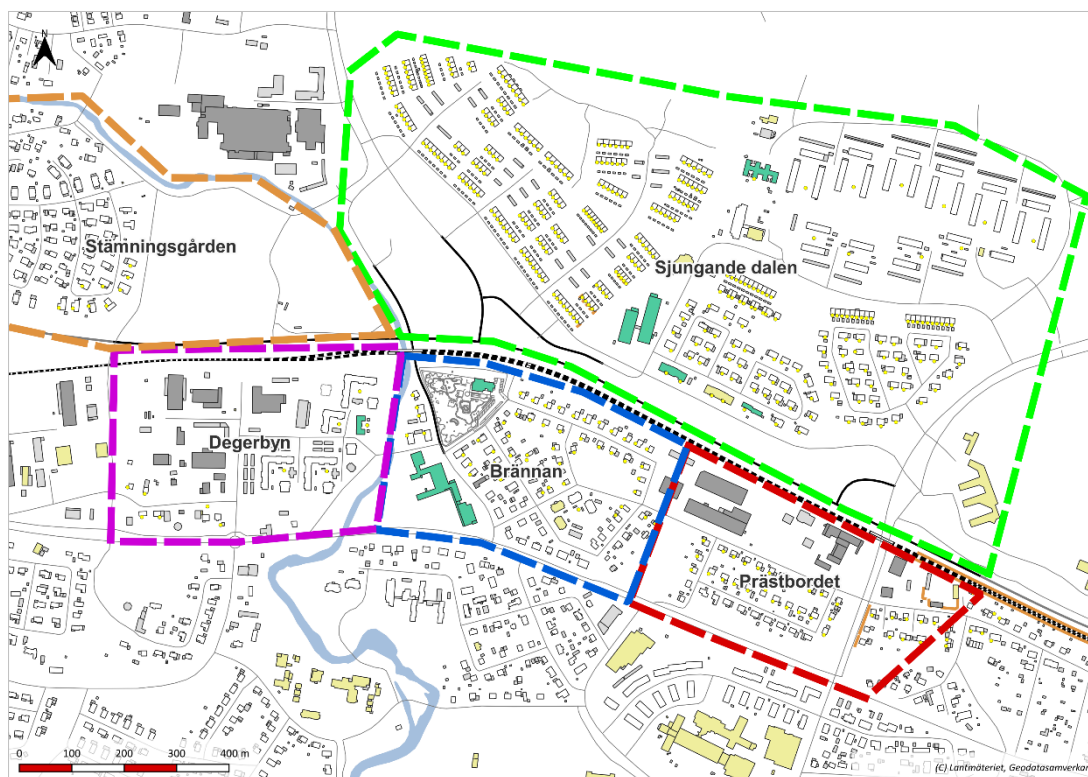 N
Stämningsgården
Sjungande dalen
Degerbyn
Brännan
Prästbordet
0 100 200 300 400 m
(C) Lantmäteriet, Geodatasamverkan